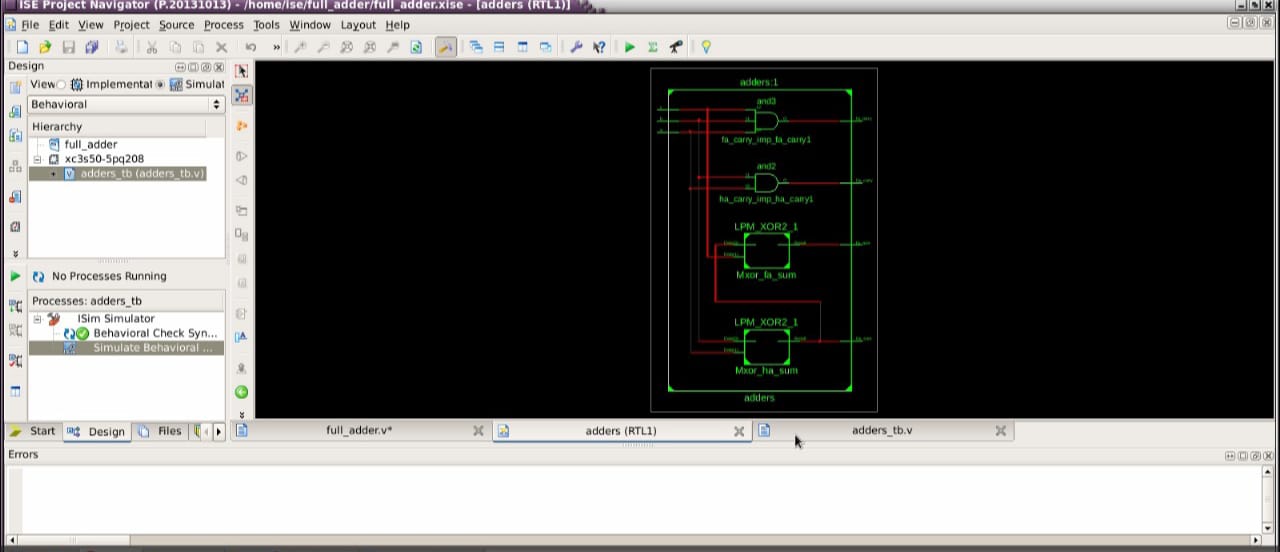 ISE Project Navigator (P.20131013) - /home/ise/full_adder/full_adder.xise - [adders (RTL1)]
File Edit View Project Source Process Tools Window Layout Help
Design
View: Implementat Simulat
Behavioral
Hierarchy
full_adder
xc3s50-5pq208
adders_tb (adders_tb.v)
No Processes Running
Processes: adders_tb
ISim Simulator
Behavioral Check Syn...
Simulate Behavioral ...
Start Design Files
adders:1
and3
fa_carry_imp_fa_carry1
and2
ha_carry_imp_ha_carry1
LPM_XOR2_1
Mxor_fa_sum
LPM_XOR2_1
Mxor_ha_sum
adders
full_adder.v* adders (RTL1) adders_tb.v
Errors